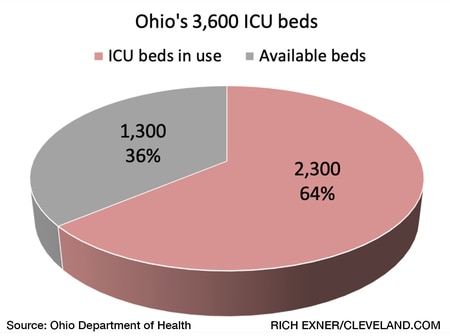 Ohio's 3,600 ICU beds
ICU beds in use Available beds
1,300
36%
2,300
64%
Source: Ohio Department of Health RICH EXNER/CLEVELAND.COM